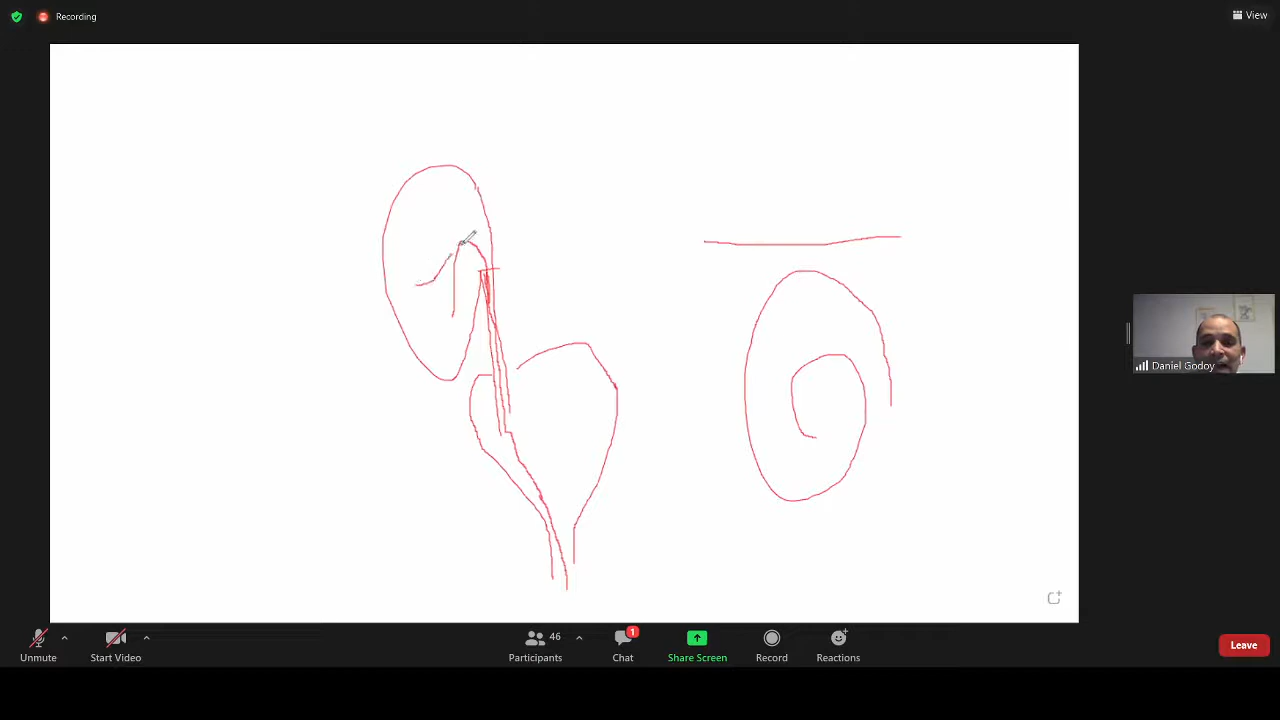 Recording
View
Daniel Godoy
Unmute
Start Video
Participants
46
Chat
1
Share Screen
Record
Reactions
Leave